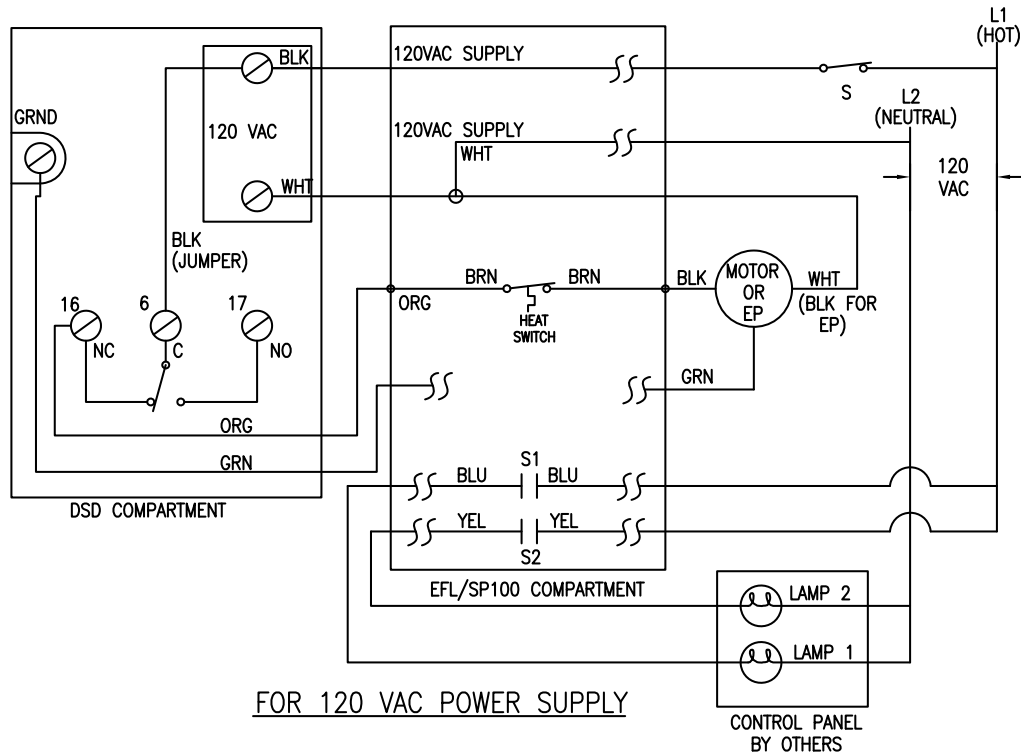 L1
(HOT)
BLK
120VAC SUPPLY
S
L2
(NEUTRAL)
GRND
120 VAC
120VAC SUPPLY
WHT
120
VAC
WHT
BLK
(JUMPER)
BRN
BRN
BLK
MOTOR
OR
EP
WHT
(BLK FOR
EP)
ORG
HEAT
SWITCH
16
6
17
NC
C
NO
GRN
ORG
GRN
S1
BLU
BLU
YEL
YEL
S2
DSD COMPARTMENT
EFL/SP100 COMPARTMENT
LAMP 2
LAMP 1
FOR 120 VAC POWER SUPPLY
CONTROL PANEL
BY OTHERS